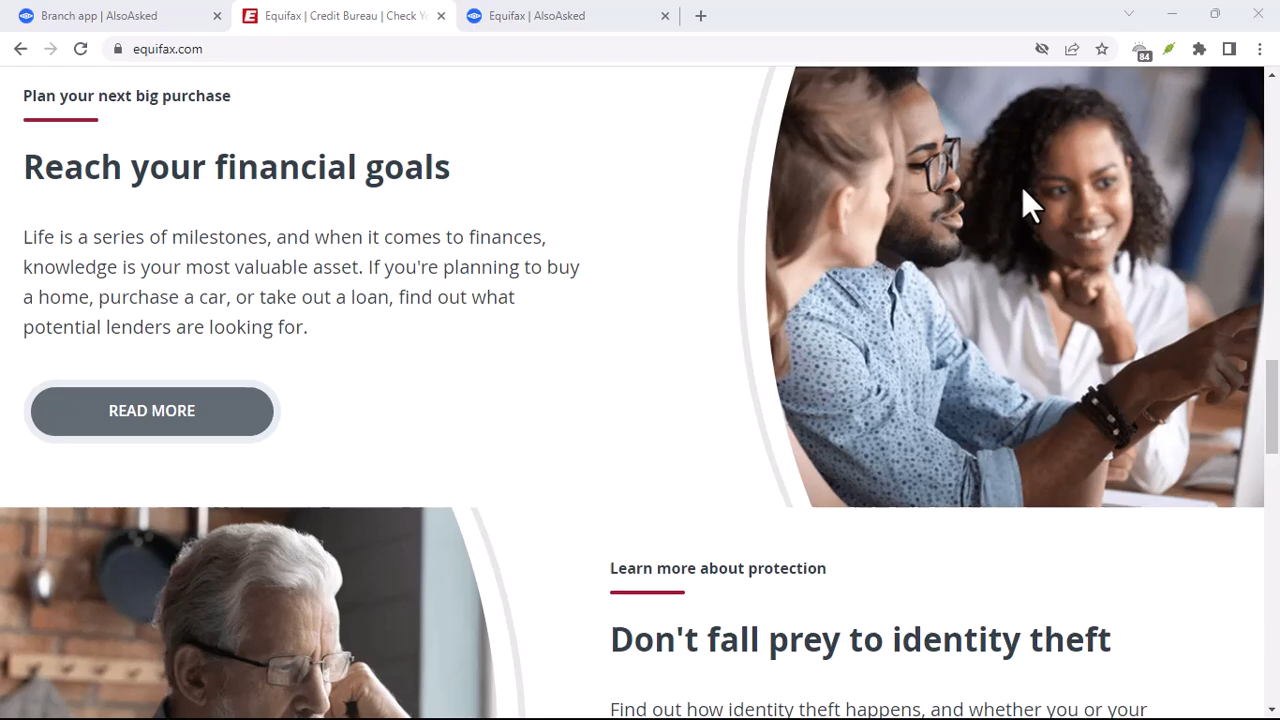 Branch app | AlsoAsked
Equifax | Credit Bureau | Check Y
Equifax | AlsoAsked
equifax.com
84
Plan your next big purchase
Reach your financial goals
Life is a series of milestones, and when it comes to finances,
knowledge is your most valuable asset. If you're planning to buy
a home, purchase a car, or take out a loan, find out what
potential lenders are looking for.
READ MORE
Learn more about protection
Don't fall prey to identity theft
Find out how identity theft happens, and whether you or your